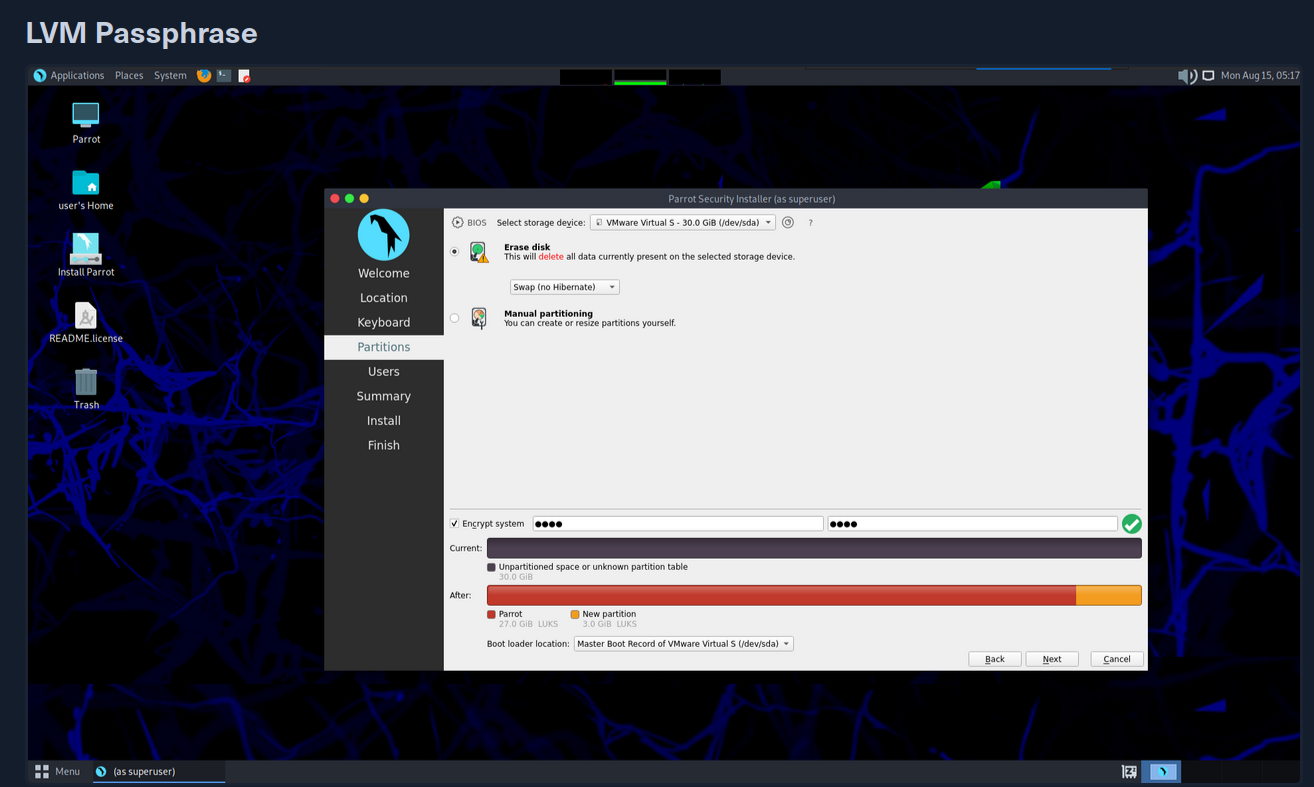 LVM Passphrase
Applications Places System Mon Aug 15, 05:17
Parrot
user's Home
Install Parrot
README.license
Trash
Parrot Security Installer (as superuser)
Welcome
Location
Keyboard
Partitions
Users
Summary
Install
Finish
BIOS Select storage device: VMware Virtual S - 30.0 GiB (/dev/sda) ?
Erase disk
This will delete all data currently present on the selected storage device.
Swap (no Hibernate)
Manual partitioning
You can create or resize partitions yourself.
Encrypt system ●●●● ●●●●
Current:
Unpartitioned space or unknown partition table
30.0 GiB
After:
Parrot New partition
27.0 GiB LUKS 3.0 GiB LUKS
Boot loader location: Master Boot Record of VMware Virtual S (/dev/sda)
Back Next Cancel
Menu (as superuser)